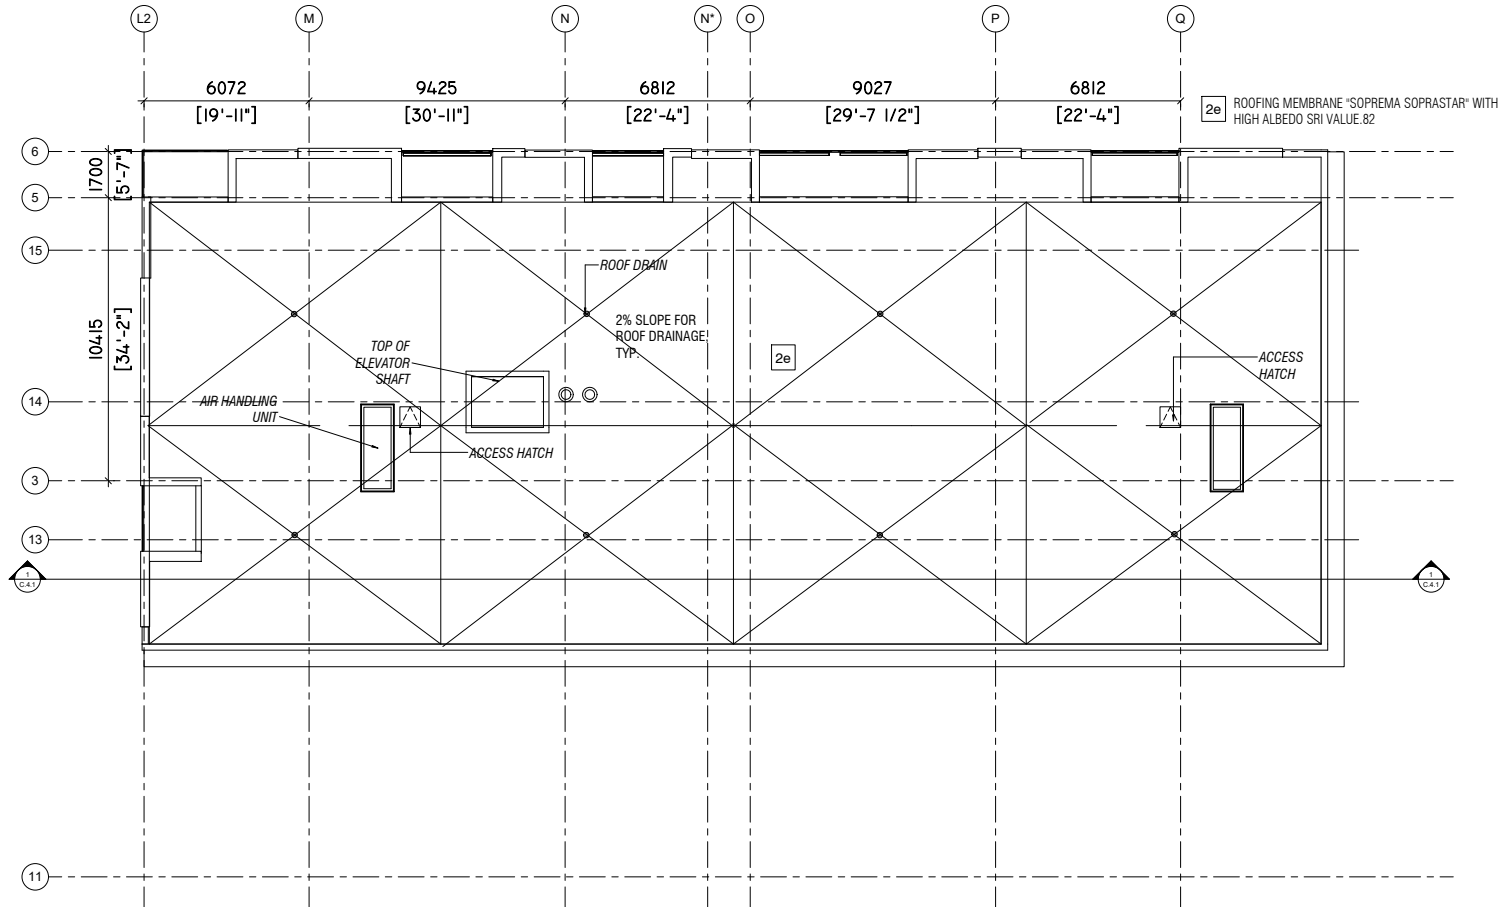 L2 M N N* O P Q
6072 9425 6812 9027 6812
[19'-11"] [30'-11"] [22'-4"] [29'-7 1/2"] [22'-4"]
2e ROOFING MEMBRANE "SOPREMA SOPRASTAR" WITH
HIGH ALBEDO SRI VALUE.82
6
1700
[5'-7"]
5
15
ROOF DRAIN
2% SLOPE FOR
ROOF DRAINAGE
TYP.
10415
[34'-2"]
TOP OF
ELEVATOR
SHAFT
2e
ACCESS
HATCH
14
AIR HANDLING
UNIT
ACCESS HATCH
3
13
1
C.4.1
1
C.4.1
11